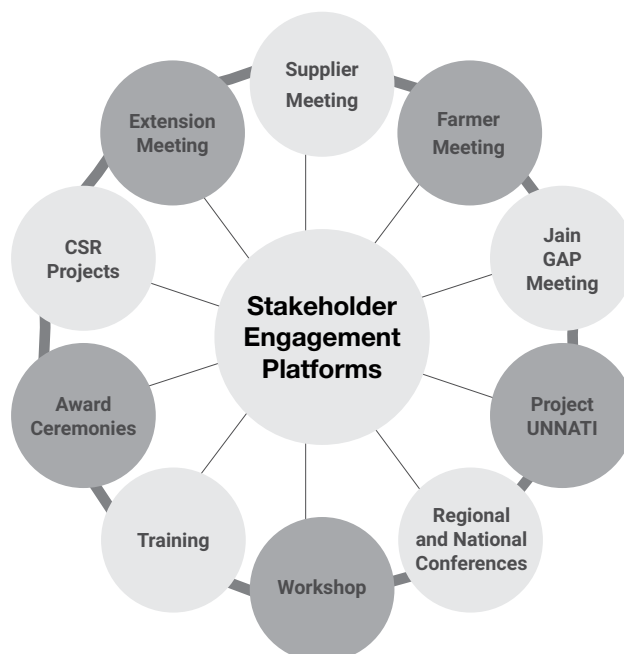 Supplier
Meeting
Farmer
Meeting
Jain
GAP
Meeting
Project
UNNATI
Regional
and National
Conferences
Workshop
Training
Award
Ceremonies
CSR
Projects
Extension
Meeting
Stakeholder
Engagement
Platforms